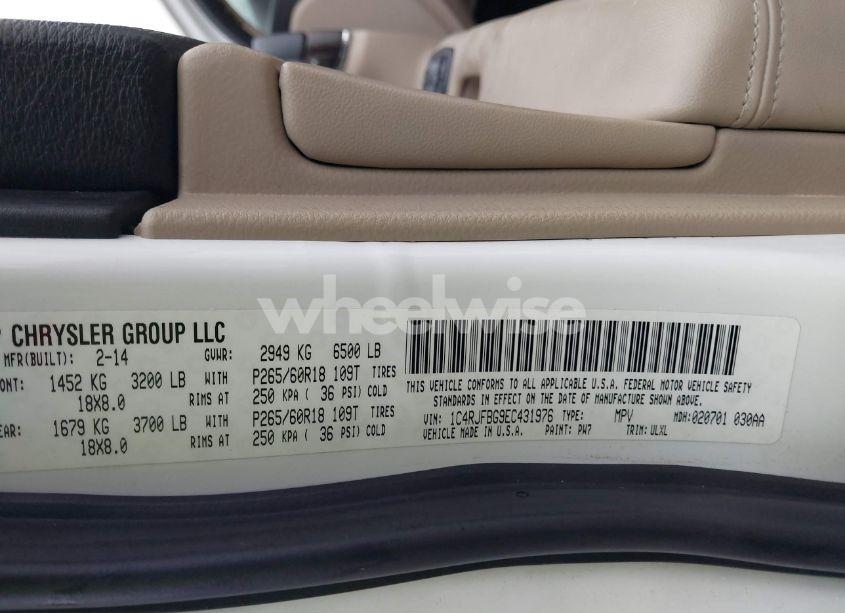 wheelwise
CHRYSLER GROUP LLC
MFR(BUILT): 2-14 GVWR: 2949 KG 6500 LB
ONT: 1452 KG 3200 LB WITH P265/60R18 109T TIRES
18X8.0 RIMS AT 250 KPA ( 36 PSI) COLD
EAR: 1679 KG 3700 LB WITH P265/60R18 109T TIRES
18X8.0 RIMS AT 250 KPA ( 36 PSI) COLD
THIS VEHICLE CONFORMS TO ALL APPLICABLE U.S.A. FEDERAL MOTOR VEHICLE SAFETY
STANDARDS IN EFFECT ON THE DATE OF MANUFACTURE SHOWN ABOVE.
VIN: 1C4RJFBG9EC431976 TYPE: MPV MDH:020701 030AA
VEHICLE MADE IN U.S.A. PAINT: PW7 TRIM: ULXL